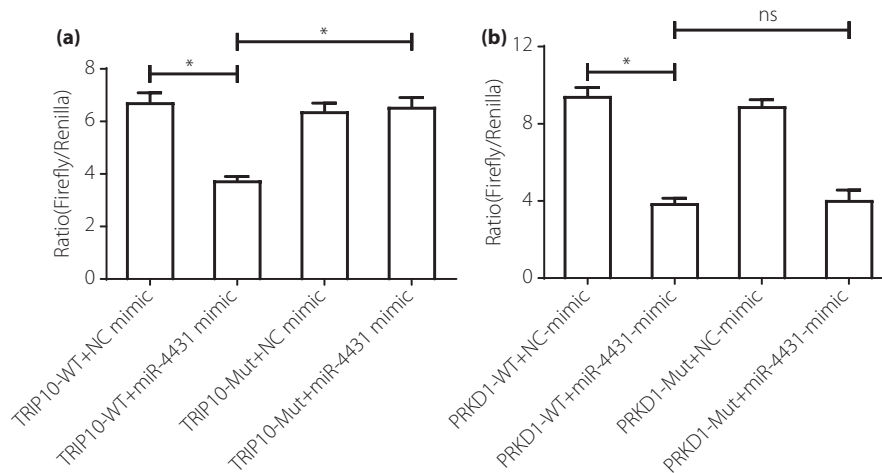 (a)
*
*
Ratio(Firefly/Renilla)
8
6
4
2
0
TRIP10-WT+NC mimic
TRIP10-WT+miR-4431 mimic
TRIP10-Mut+NC mimic
TRIP10-Mut+miR-4431 mimic
(b)
ns
*
Ratio(Firefly/Renilla)
12
8
4
0
PRKD1-WT+NC-mimic
PRKD1-WT+miR-4431-mimic
PRKD1-Mut+NC-mimic
PRKD1-Mut+miR-4431-mimic